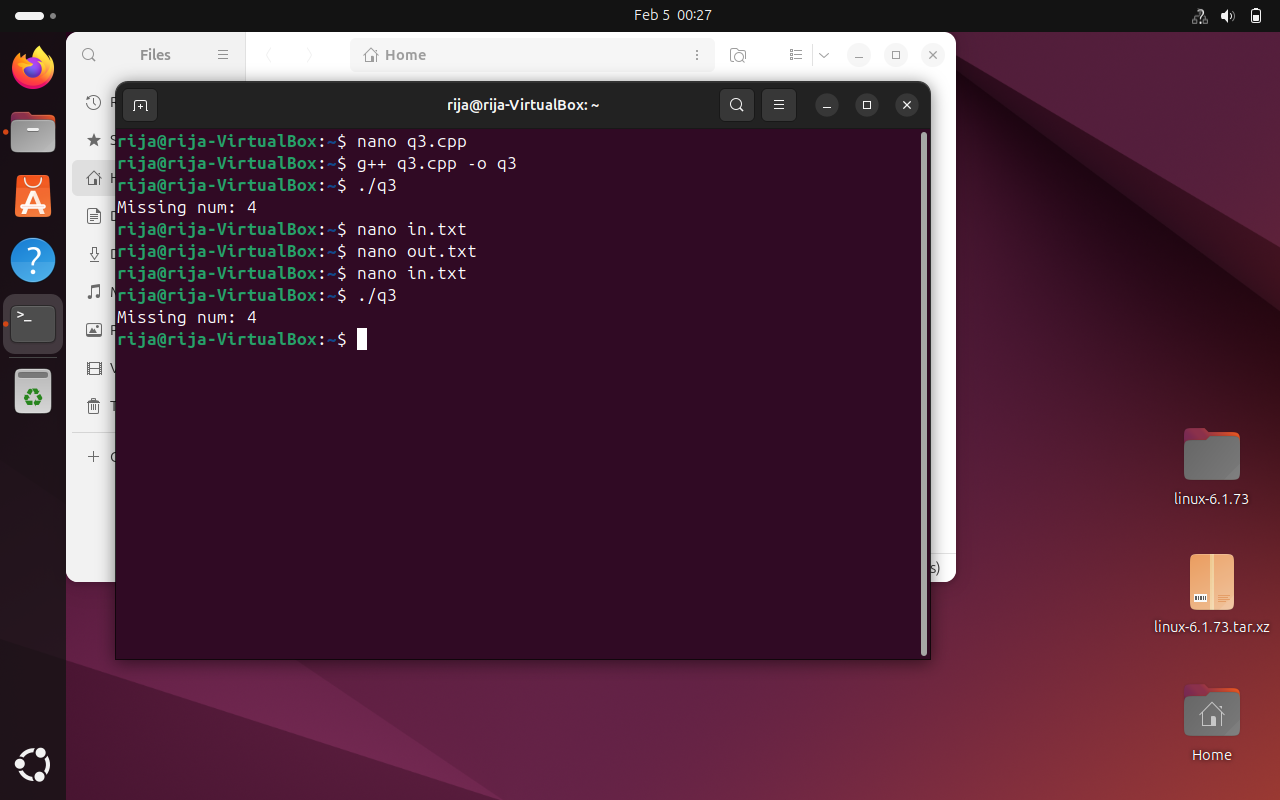 Feb 5 00:27
Files
Home
rija@rija-VirtualBox: ~
rija@rija-VirtualBox:~$ nano q3.cpp
rija@rija-VirtualBox:~$ g++ q3.cpp -o q3
rija@rija-VirtualBox:~$ ./q3
Missing num: 4
rija@rija-VirtualBox:~$ nano in.txt
rija@rija-VirtualBox:~$ nano out.txt
rija@rija-VirtualBox:~$ nano in.txt
rija@rija-VirtualBox:~$ ./q3
Missing num: 4
rija@rija-VirtualBox:~$
linux-6.1.73
linux-6.1.73.tar.xz
Home